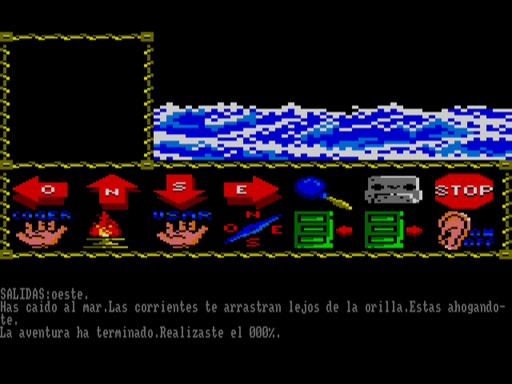 O N S E STOP
COGER USAR N O E S ON OFF
SALIDAS:oeste.
Has caido al mar.Las corrientes te arrastran lejos de la orilla.Estas ahogando-
te.
La aventura ha terminado.Realizaste el 000%.